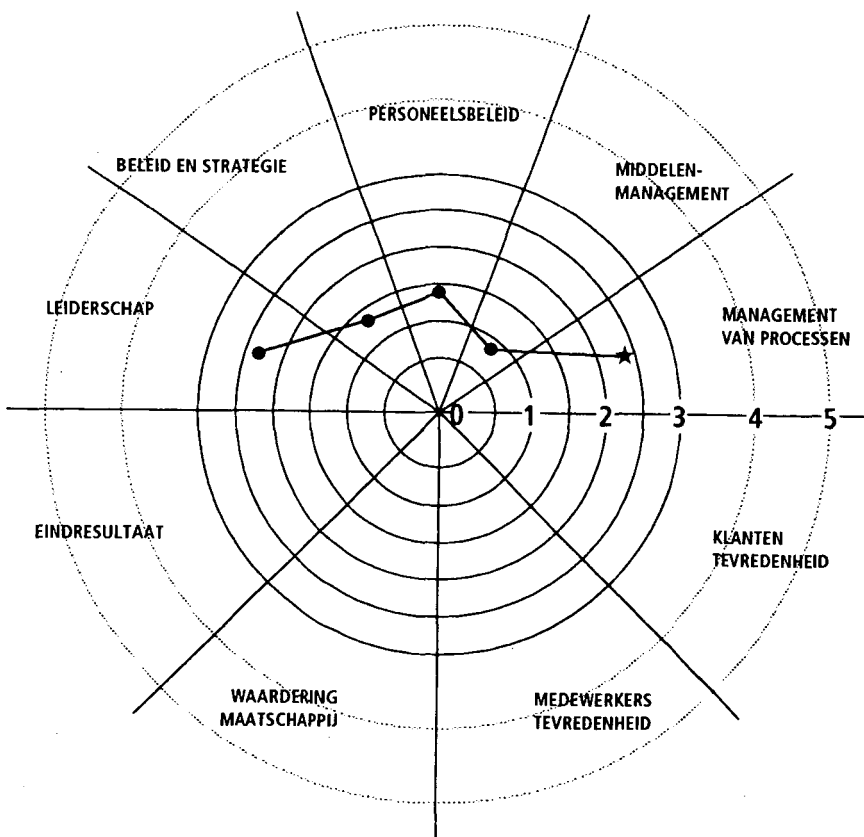 PERSONEELSBELEID
BELEID EN STRATEGIE
MIDDELEN-
MANAGEMENT
LEIDERSCHAP
MANAGEMENT
VAN PROCESSEN
0 1 2 3 4 5
EINDRESULTAAT
KLANTEN
TEVREDENHEID
WAARDERING
MAATSCHAPPIJ
MEDEWERKERS
TEVREDENHEID